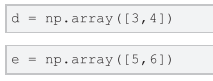 d = np.array([3,4])
e = np.array([5,6])